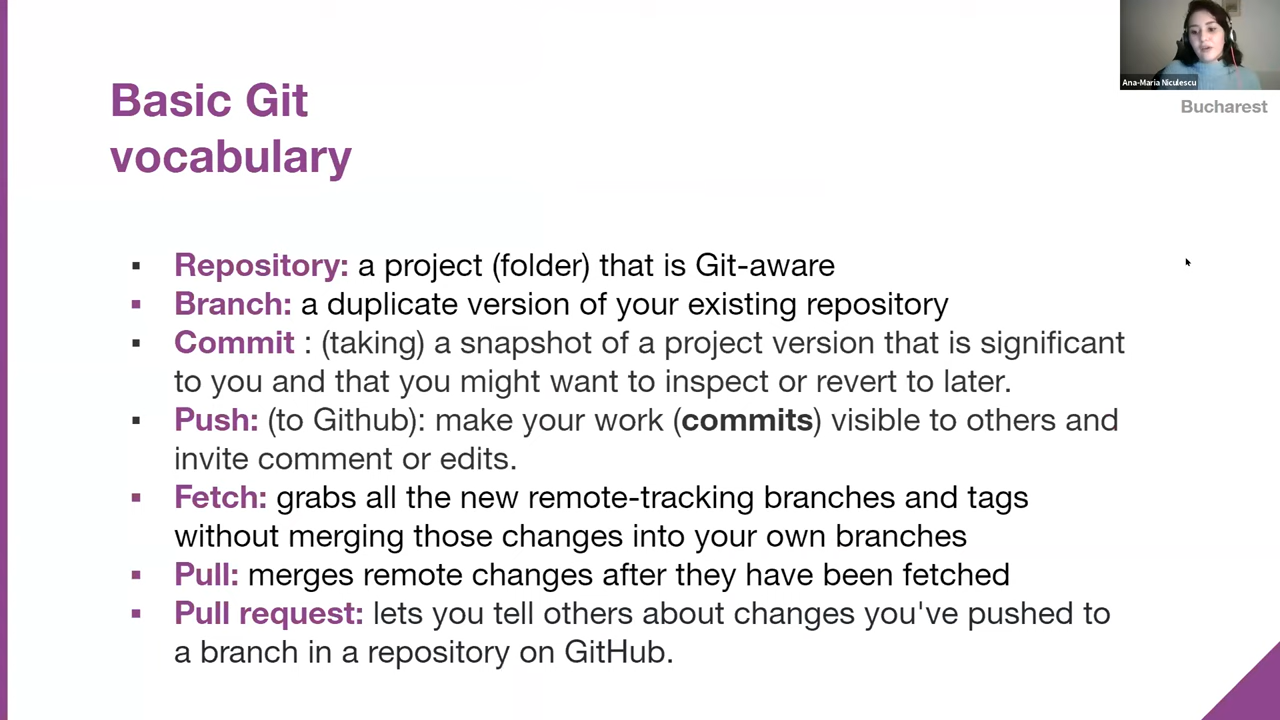 Ana-Maria Niculescu
Bucharest
Basic Git
vocabulary
▪ Repository: a project (folder) that is Git-aware
▪ Branch: a duplicate version of your existing repository
▪ Commit : (taking) a snapshot of a project version that is significant
to you and that you might want to inspect or revert to later.
▪ Push: (to Github): make your work (commits) visible to others and
invite comment or edits.
▪ Fetch: grabs all the new remote-tracking branches and tags
without merging those changes into your own branches
▪ Pull: merges remote changes after they have been fetched
▪ Pull request: lets you tell others about changes you've pushed to
a branch in a repository on GitHub.